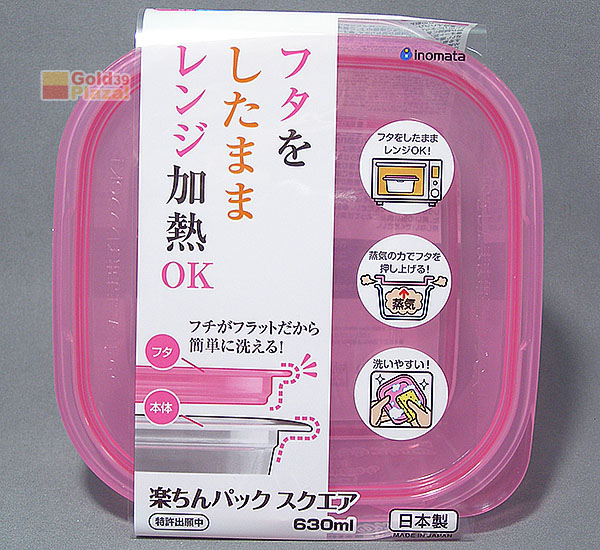 Gold39
Plaza!
inomata
フタを
したまま
レンジ加熱
OK
フタをしたまま
レンジOK!
蒸気の力でフタを
押し上げる!
蒸気
洗いやすい!
フチがフラットだから
簡単に洗える!
フタ
本体
楽ちんパック スクエア
特許出願中
630ml
日本製
MADE IN JAPAN